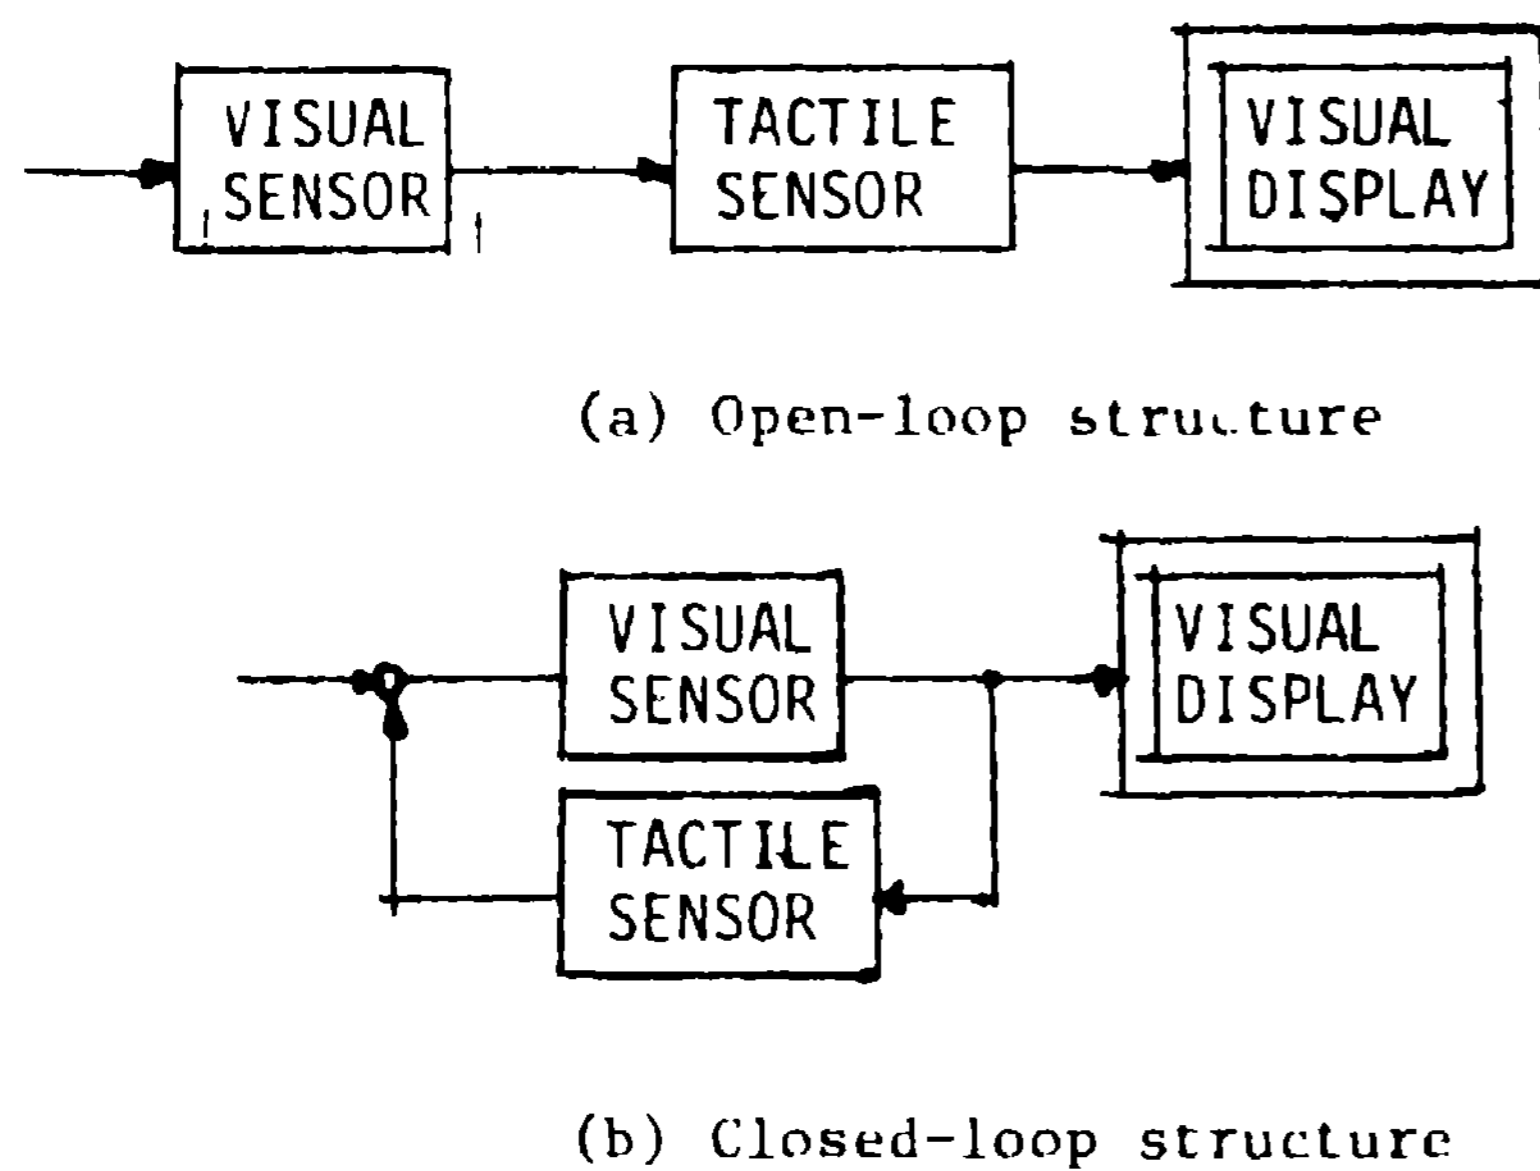 VISUAL
SENSOR
TACTILE
SENSOR
VISUAL
DISPLAY
(a) Open-loop structure
VISUAL
SENSOR
VISUAL
DISPLAY
TACTILE
SENSOR
(b) Closed-loop structure